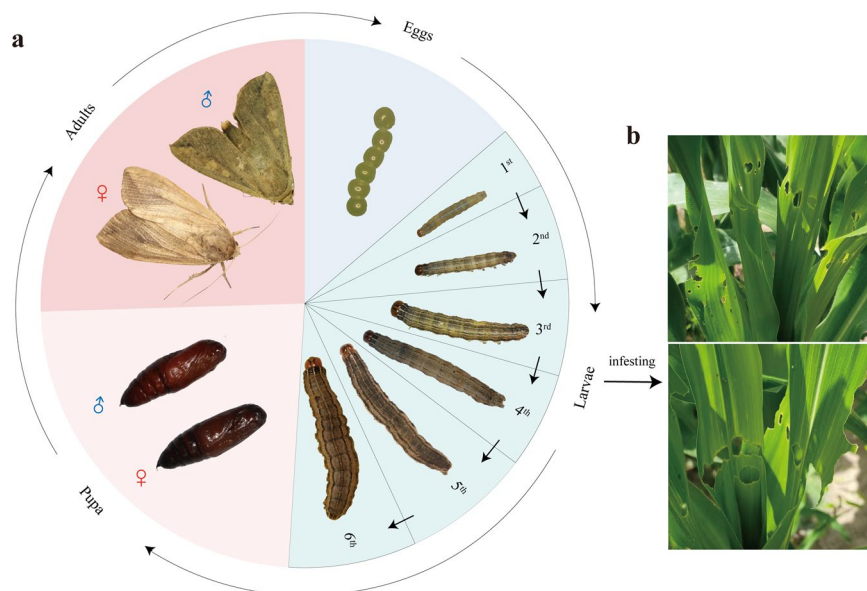 a
Eggs
Adults
♂
♀
1st
2nd
3rd
4th
5th
6th
Larvae
Pupa
♂
♀
b
infesting